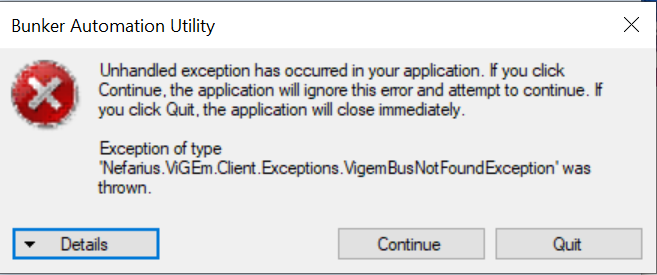 Bunker Automation Utility
Unhandled exception has occurred in your application. If you click
Continue, the application will ignore this error and attempt to continue. If
you click Quit, the application will close immediately.
Exception of type
'Nefarius.ViGEm.Client.Exceptions.VigemBusNotFoundException' was
thrown.
Details
Continue
Quit